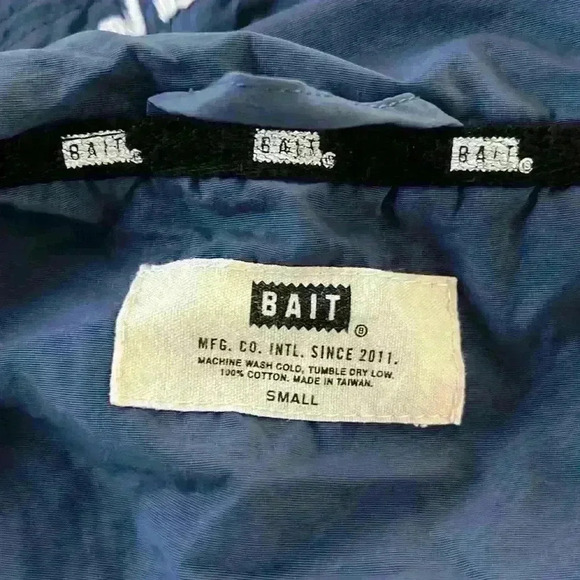 BAIT BAIT BAIT
BAIT
MFG. CO. INTL. SINCE 2011.
MACHINE WASH COLD, TUMBLE DRY LOW.
100% COTTON. MADE IN TAIWAN.
SMALL